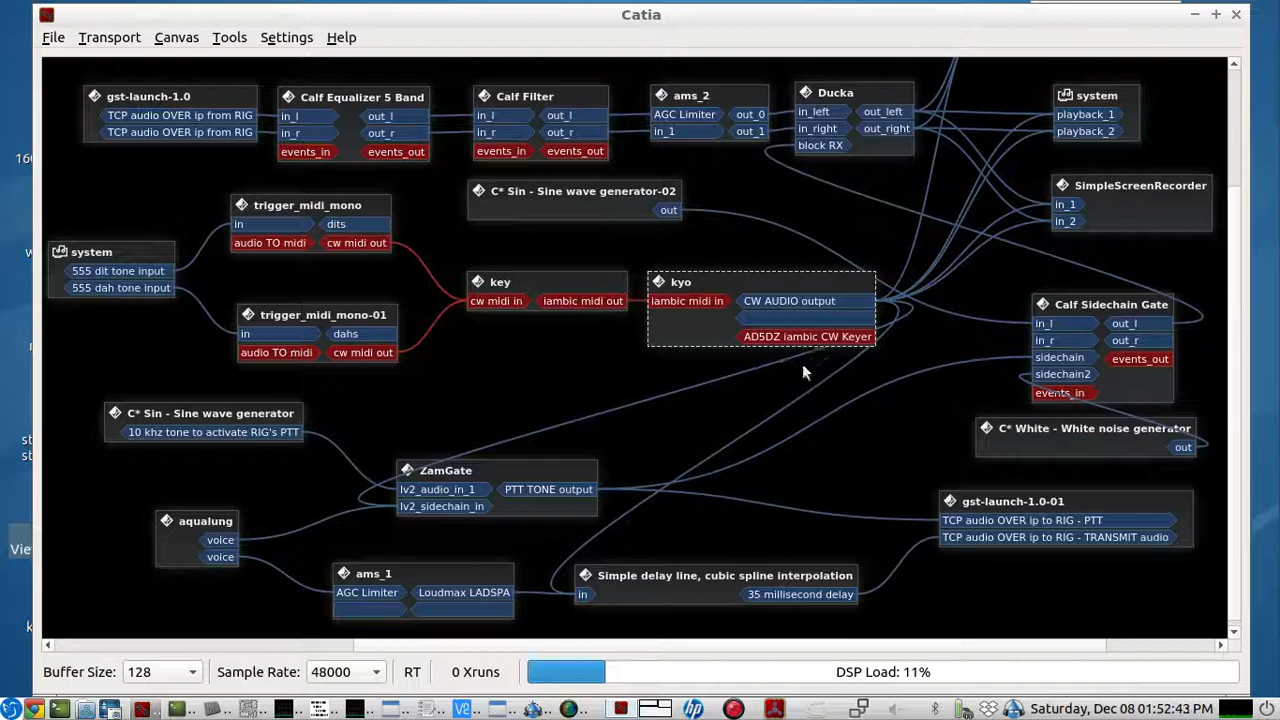 Catia
File Transport Canvas Tools Settings Help
gst-launch-1.0
TCP audio OVER ip from RIG
TCP audio OVER ip from RIG
Calf Equalizer 5 Band
in_l out_l
in_r out_r
events_in events_out
Calf Filter
in_l out_l
in_r out_r
events_in events_out
ams_2
AGC Limiter out_0
in_1 out_1
Ducka
in_left out_left
in_right out_right
block RX
system
playback_1
playback_2
SimpleScreenRecorder
in_1
in_2
C* Sin - Sine wave generator-02
out
trigger_midi_mono
in dits
audio TO midi cw midi out
system
555 dit tone input
555 dah tone input
trigger_midi_mono-01
in dahs
audio TO midi cw midi out
key
cw midi in iambic midi out
kyo
iambic midi in CW AUDIO output
AD5DZ iambic CW Keyer
Calf Sidechain Gate
in_l out_l
in_r out_r
sidechain events_out
sidechain2
events_in
C* White - White noise generator
out
C* Sin - Sine wave generator
10 khz tone to activate RIG's PTT
ZamGate
lv2_audio_in_1 PTT TONE output
lv2_sidechain_in
aqualung
voice
voice
gst-launch-1.0-01
TCP audio OVER ip to RIG - PTT
TCP audio OVER ip to RIG - TRANSMIT audio
ams_1
AGC Limiter Loudmax LADSPA
Simple delay line, cubic spline interpolation
in 35 millisecond delay
Buffer Size: 128 Sample Rate: 48000 RT 0 Xruns DSP Load: 11%
Saturday, Dec 08 01:52:43 PM